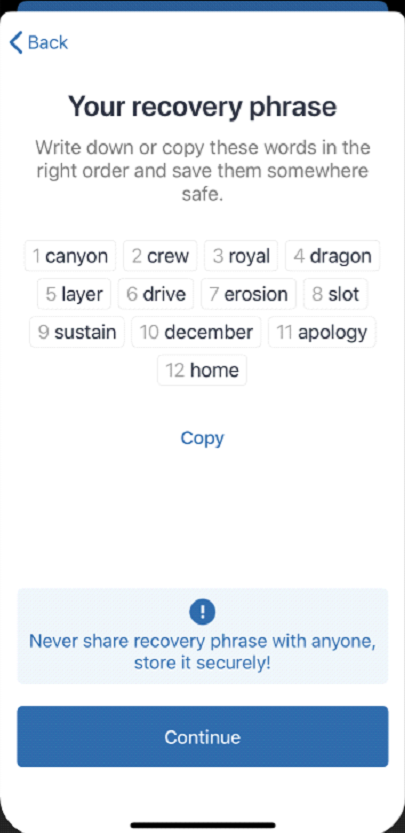 Back
Your recovery phrase
Write down or copy these words in the
right order and save them somewhere
safe.
1 canyon 2 crew 3 royal 4 dragon
5 layer 6 drive 7 erosion 8 slot
9 sustain 10 december 11 apology
12 home
Copy
!
Never share recovery phrase with anyone,
store it securely!
Continue